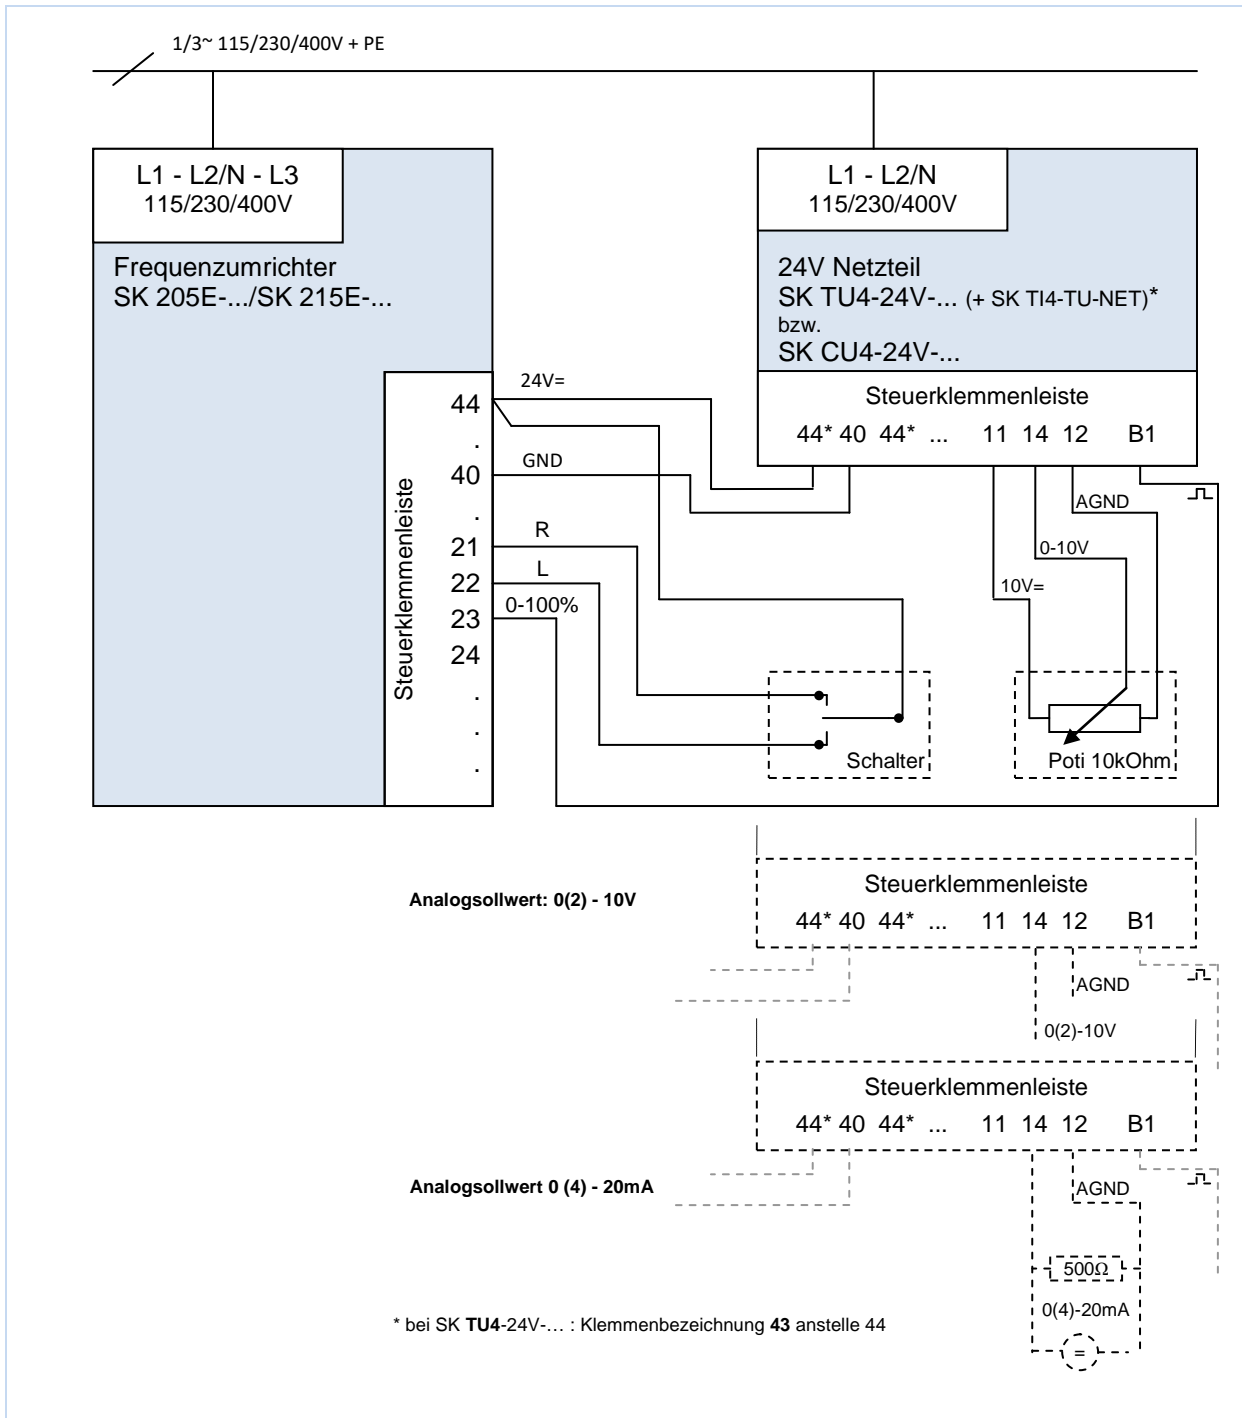 1/3~ 115/230/400V + PE
L1 - L2/N - L3
115/230/400V
Frequenzumrichter
SK 205E-.../SK 215E-...
L1 - L2/N
115/230/400V
24V Netzteil
SK TU4-24V-... (+ SK TI4-TU-NET)*
bzw.
SK CU4-24V-...
Steuerklemmenleiste
44* 40 44* ... 11 14 12 B1
Steuerklemmenleiste
44
.
40
.
21
22
23
24
.
.
.
24V=
GND
R
L
0-100%
AGND
0-10V
10V=
Schalter
Poti 10kOhm
Analogsollwert: 0(2) - 10V
Steuerklemmenleiste
44* 40 44* ... 11 14 12 B1
AGND
0(2)-10V
Analogsollwert 0 (4) - 20mA
Steuerklemmenleiste
44* 40 44* ... 11 14 12 B1
AGND
500Ω
0(4)-20mA
=
* bei SK TU4-24V-... : Klemmenbezeichnung 43 anstelle 44